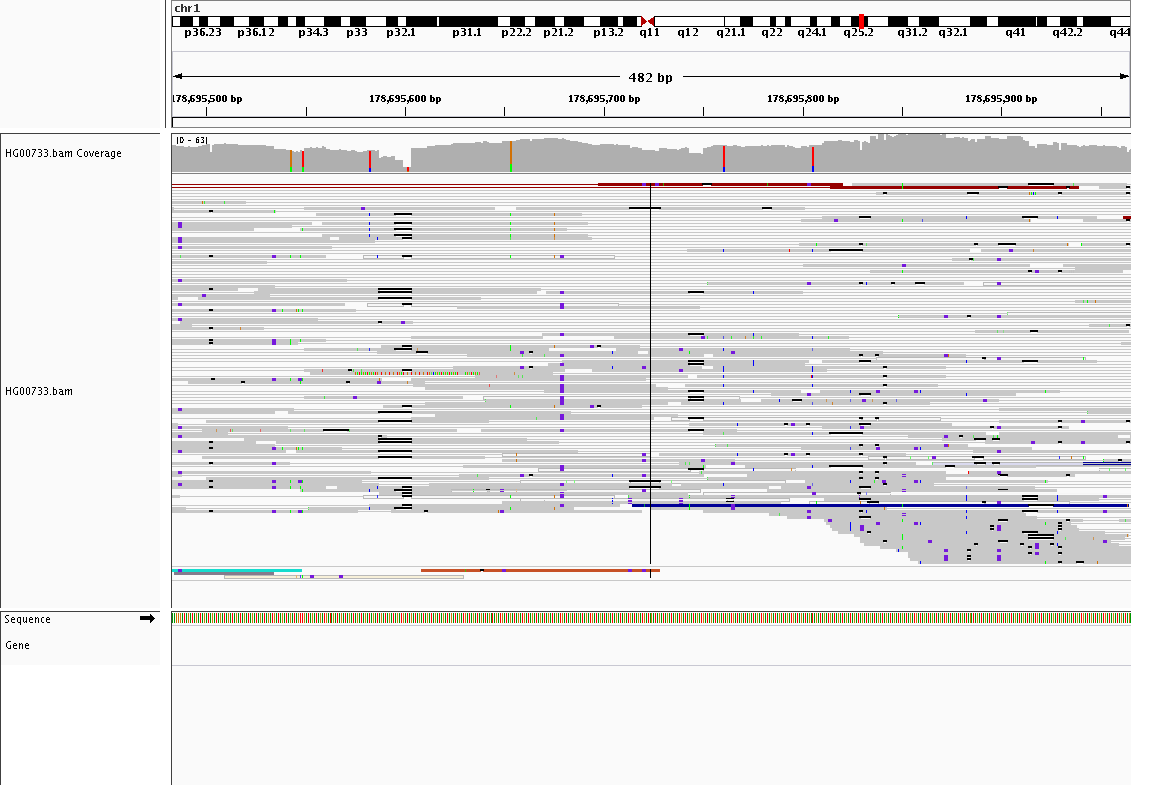 chr1
p36.23 p36.12 p34.3 p33 p32.1 p31.1 p22.2 p21.2 p13.2 q11 q12 q21.1 q22 q24.1 q25.2 q31.2 q32.1 q41 q42.2 q44
482 bp
178,695,500 bp 178,695,600 bp 178,695,700 bp 178,695,800 bp 178,695,900 bp
[0 - 63]
HG00733.bam Coverage
HG00733.bam
Sequence
Gene